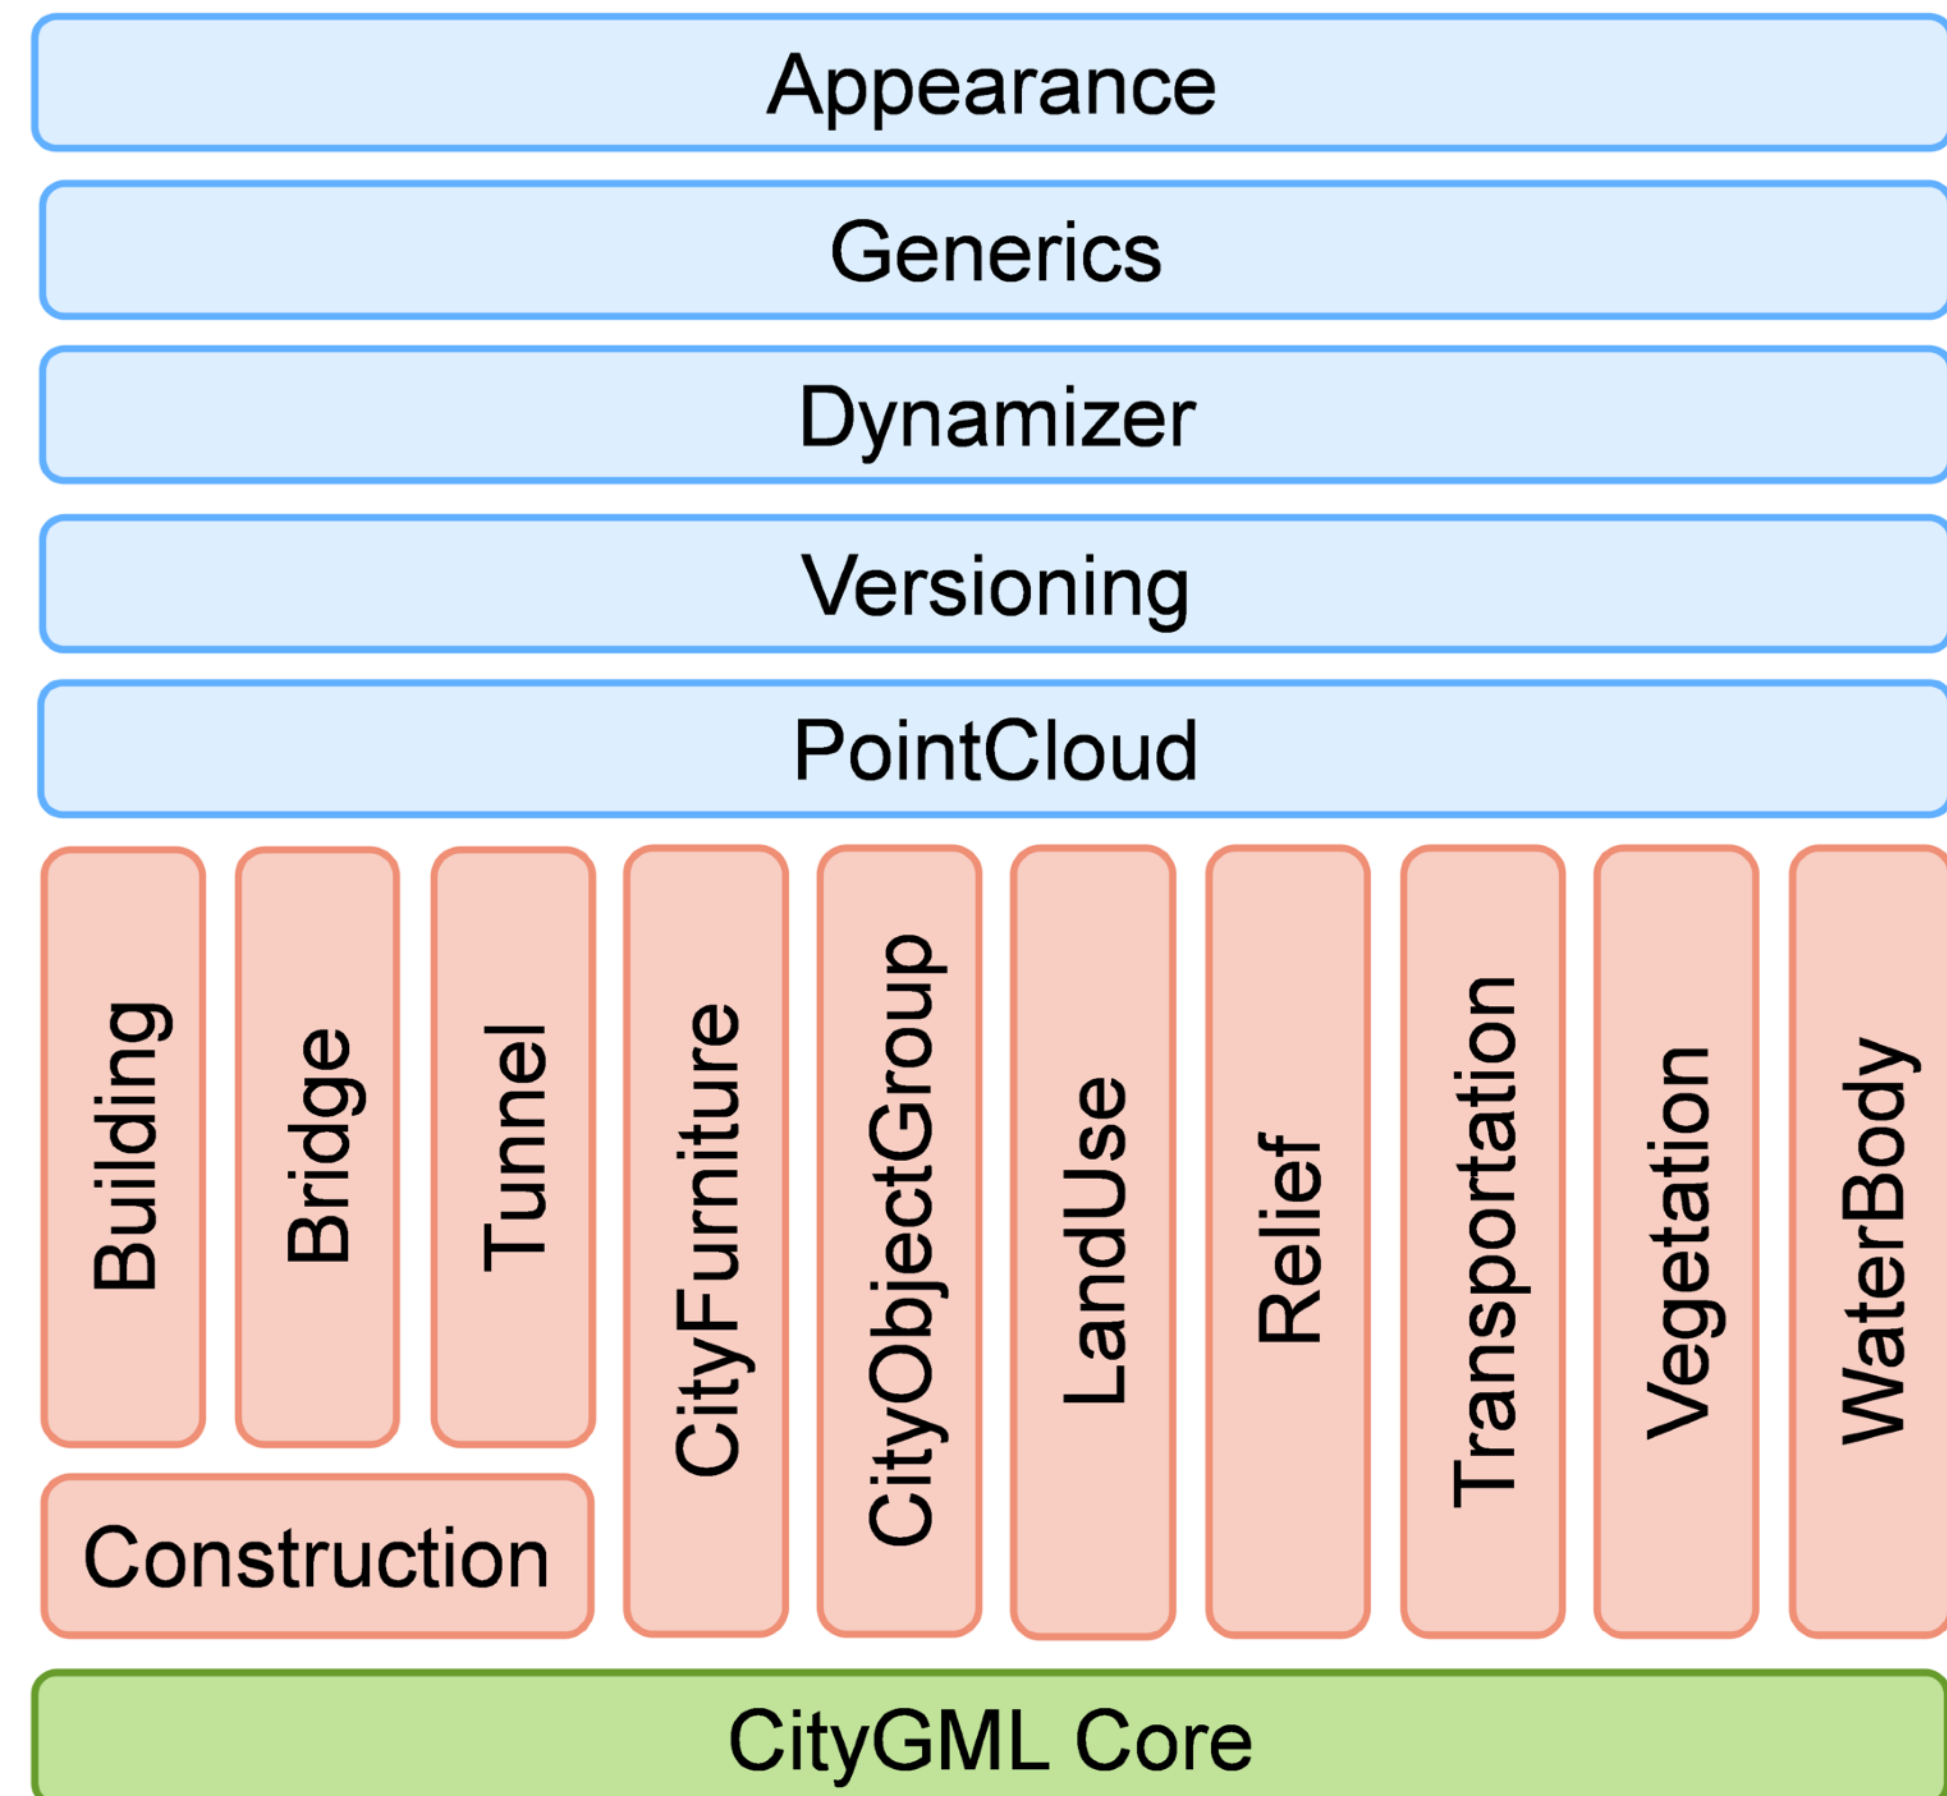 Appearance
Generics
Dynamizer
Versioning
PointCloud
Building
Bridge
Tunnel
CityFurniture
CityObjectGroup
LandUse
Relief
Transportation
Vegetation
WaterBody
Construction
CityGML Core